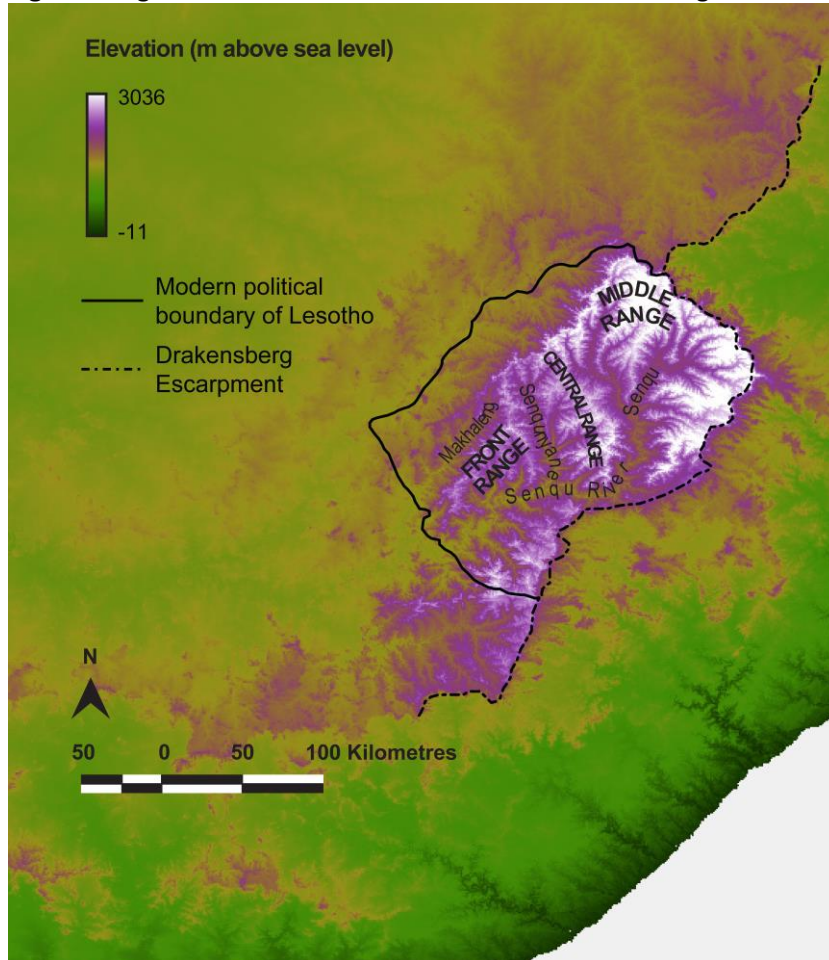 Elevation (m above sea level)
3036
-11
Modern political
boundary of Lesotho
Drakensberg
Escarpment
MIDDLE
RANGE
CENTRAL RANGE
Senqu
Senqunyane
Makhaleng
FRONT
RANGE
Senqu River
N
50 0 50 100 Kilometres